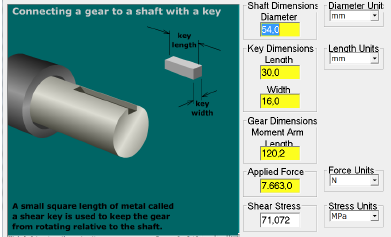 Connecting a gear to a shaft with a key
key
length
key
width
A small square length of metal called
a shear key is used to keep the gear
from rotating relative to the shaft.
Shaft Dimensions
Diameter
54.0
Diameter Unit
mm
Key Dimensions
Length
30.0
Length Units
mm
Width
16.0
Gear Dimensions
Moment Arm
Length
120.2
Applied Force
7.663.0
Force Units
N
Shear Stress
71.072
Stress Units
MPa